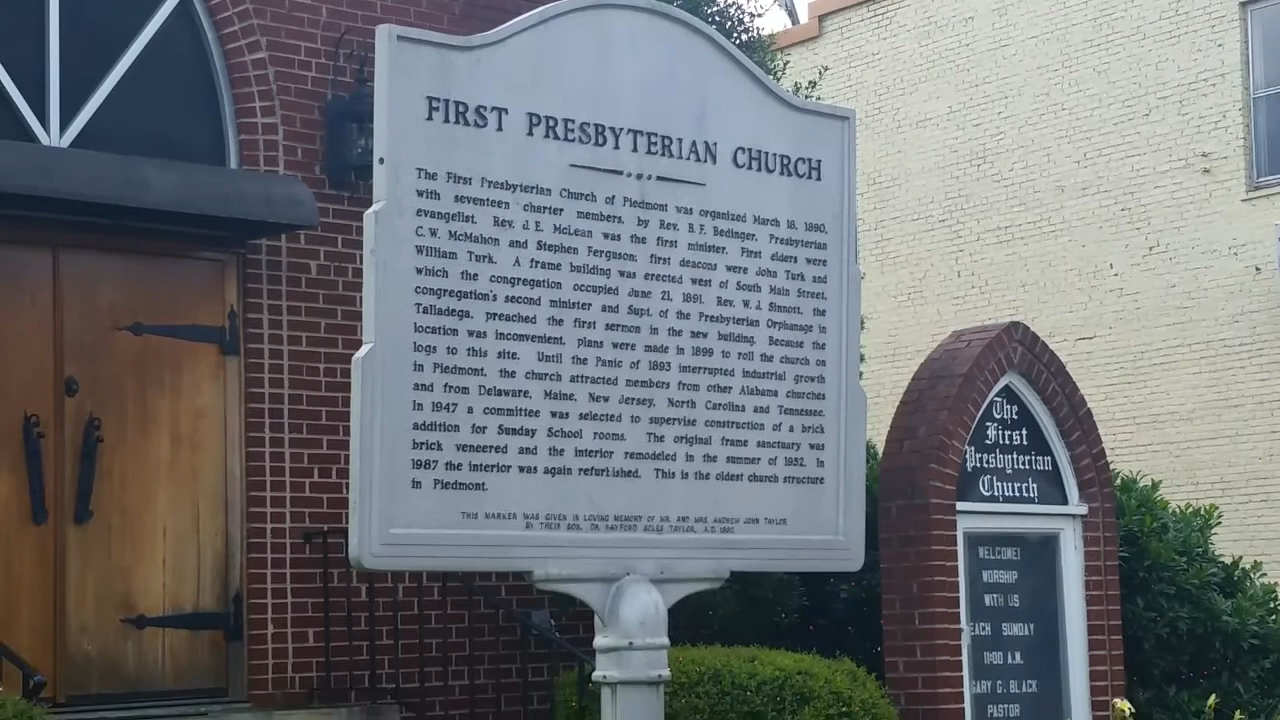 FIRST PRESBYTERIAN CHURCH
The First Presbyterian Church of Piedmont was organized March 18, 1890,
with seventeen charter members, by Rev. B. F. Bedinger, Presbyterian
evangelist. Rev. J. E. McLean was the first minister. First elders were
C. W. McMahon and Stephen Ferguson; first deacons were John Turk and
William Turk. A frame building was erected west of South Main Street,
which the congregation occupied June 21, 1891. Rev. W. J. Sinnott, the
congregation's second minister and Supt. of the Presbyterian Orphanage in
Talladega, preached the first sermon in the new building. Because the
location was inconvenient, plans were made in 1899 to roll the church on
logs to this site. Until the Panic of 1893 interrupted industrial growth
in Piedmont, the church attracted members from other Alabama churches
and from Delaware, Maine, New Jersey, North Carolina and Tennessee.
In 1947 a committee was selected to supervise construction of a brick
addition for Sunday School rooms. The original frame sanctuary was
brick veneered and the interior remodeled in the summer of 1952. In
1987 the interior was again refurbished. This is the oldest church structure
in Piedmont.
THIS MARKER WAS GIVEN IN LOVING MEMORY OF MR. AND MRS. ANDREW JOHN TAYLOR
BY THEIR SON, DR. TAYLOR, A.D.
The
First
Presbyterian
Church
WELCOME!
WORSHIP
WITH US
EACH SUNDAY
11:00 A.M.
GARY G. BLACK
PASTOR